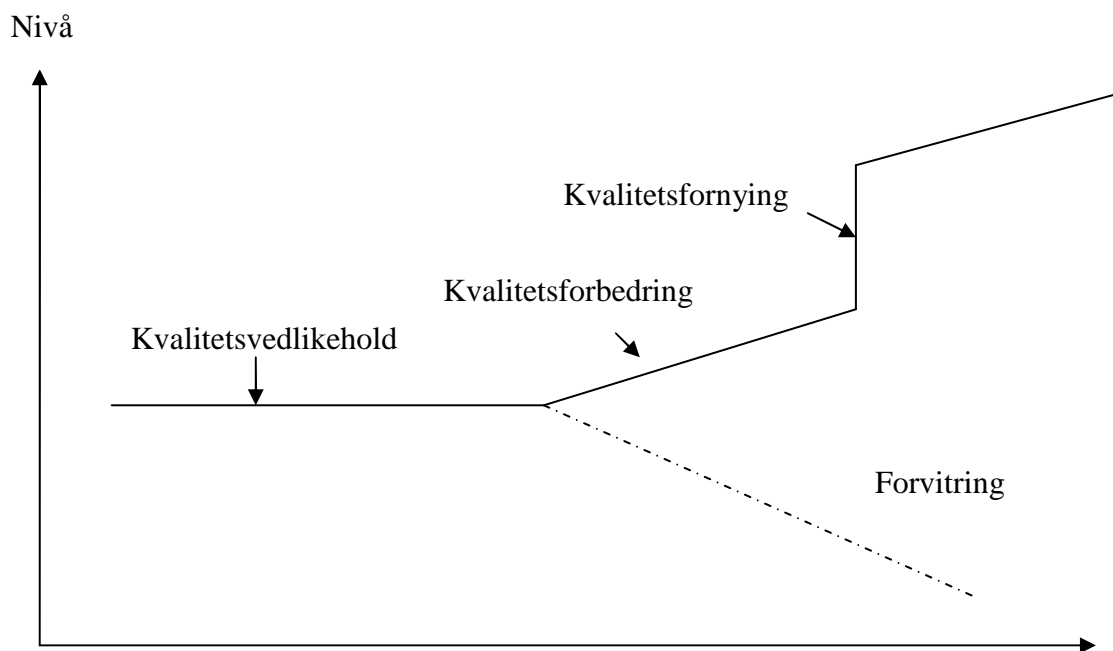 Nivå
Kvalitetsfornying
Kvalitetsforbedring
Kvalitetsvedlikehold
Forvitring